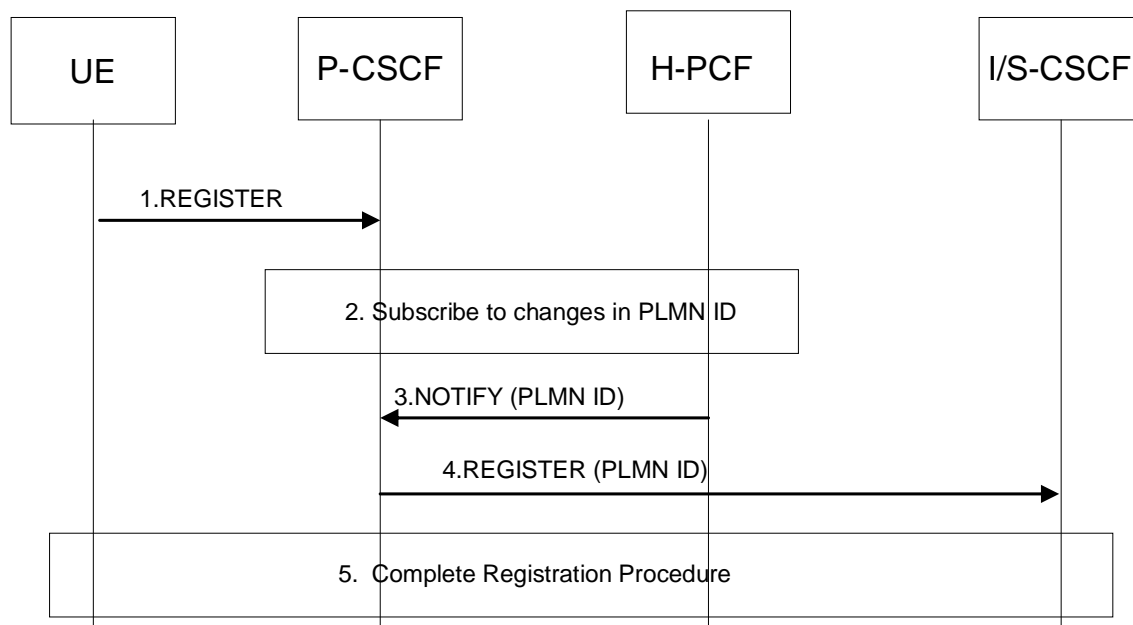 UE
P-CSCF
H-PCF
I/S-CSCF
1.REGISTER
2. Subscribe to changes in PLMN ID
3.NOTIFY (PLMN ID)
4.REGISTER (PLMN ID)
5. Complete Registration Procedure